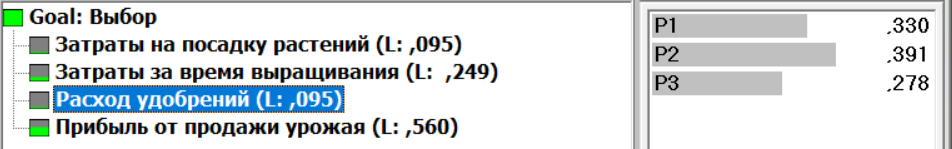 Goal: Выбор
Затраты на посадку растений (L: ,095)
Затраты за время выращивания (L: ,249)
Расход удобрений (L: ,095)
Прибыль от продажи урожая (L: ,560)
P1 ,330
P2 ,391
P3 ,278